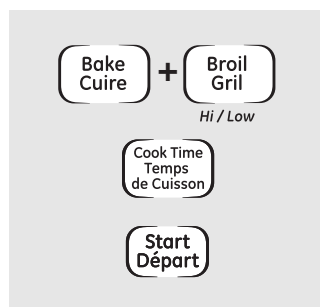 Bake
Cuire
+
Broil
Gril
Hi / Low
Cook Time
Temps
de Cuisson
Start
Départ